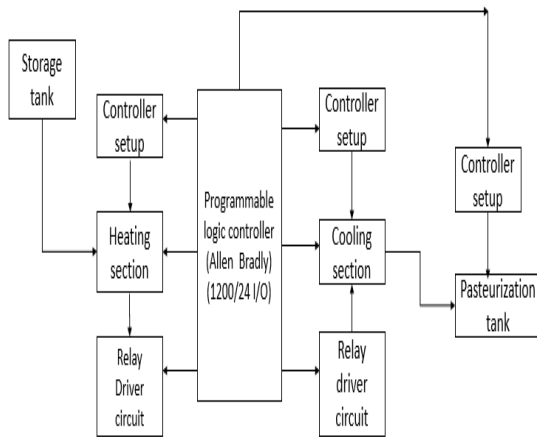 Storage
tank
Controller
setup
Heating
section
Relay
Driver
circuit
Programmable
logic controller
(Allen Bradly)
(1200/24 I/O)
Controller
setup
Cooling
section
Relay
driver
circuit
Controller
setup
Pasteurization
tank